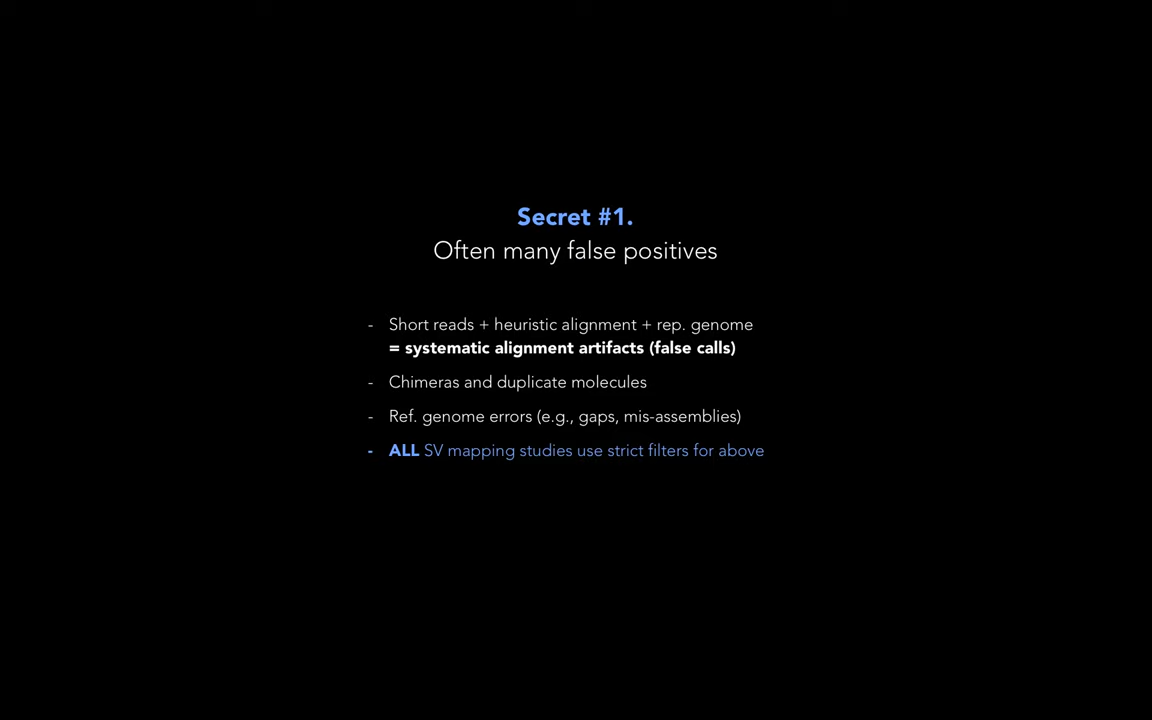 Secret #1.
Often many false positives
- Short reads + heuristic alignment + rep. genome
= systematic alignment artifacts (false calls)
- Chimeras and duplicate molecules
- Ref. genome errors (e.g., gaps, mis-assemblies)
- ALL SV mapping studies use strict filters for above